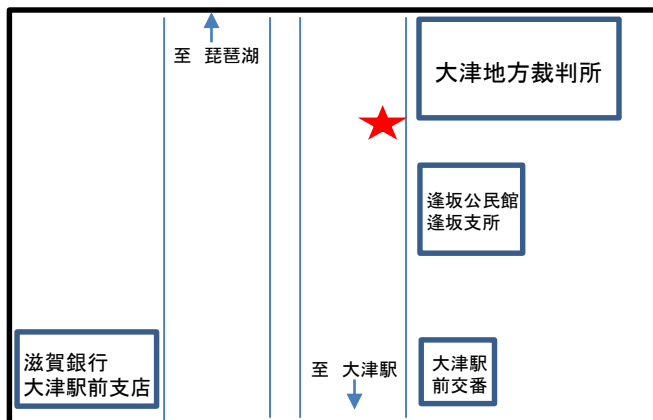 至 琵琶湖
大津地方裁判所
逢坂公民館
逢坂支所
滋賀銀行
大津駅前支店
至 大津駅
大津駅
前交番